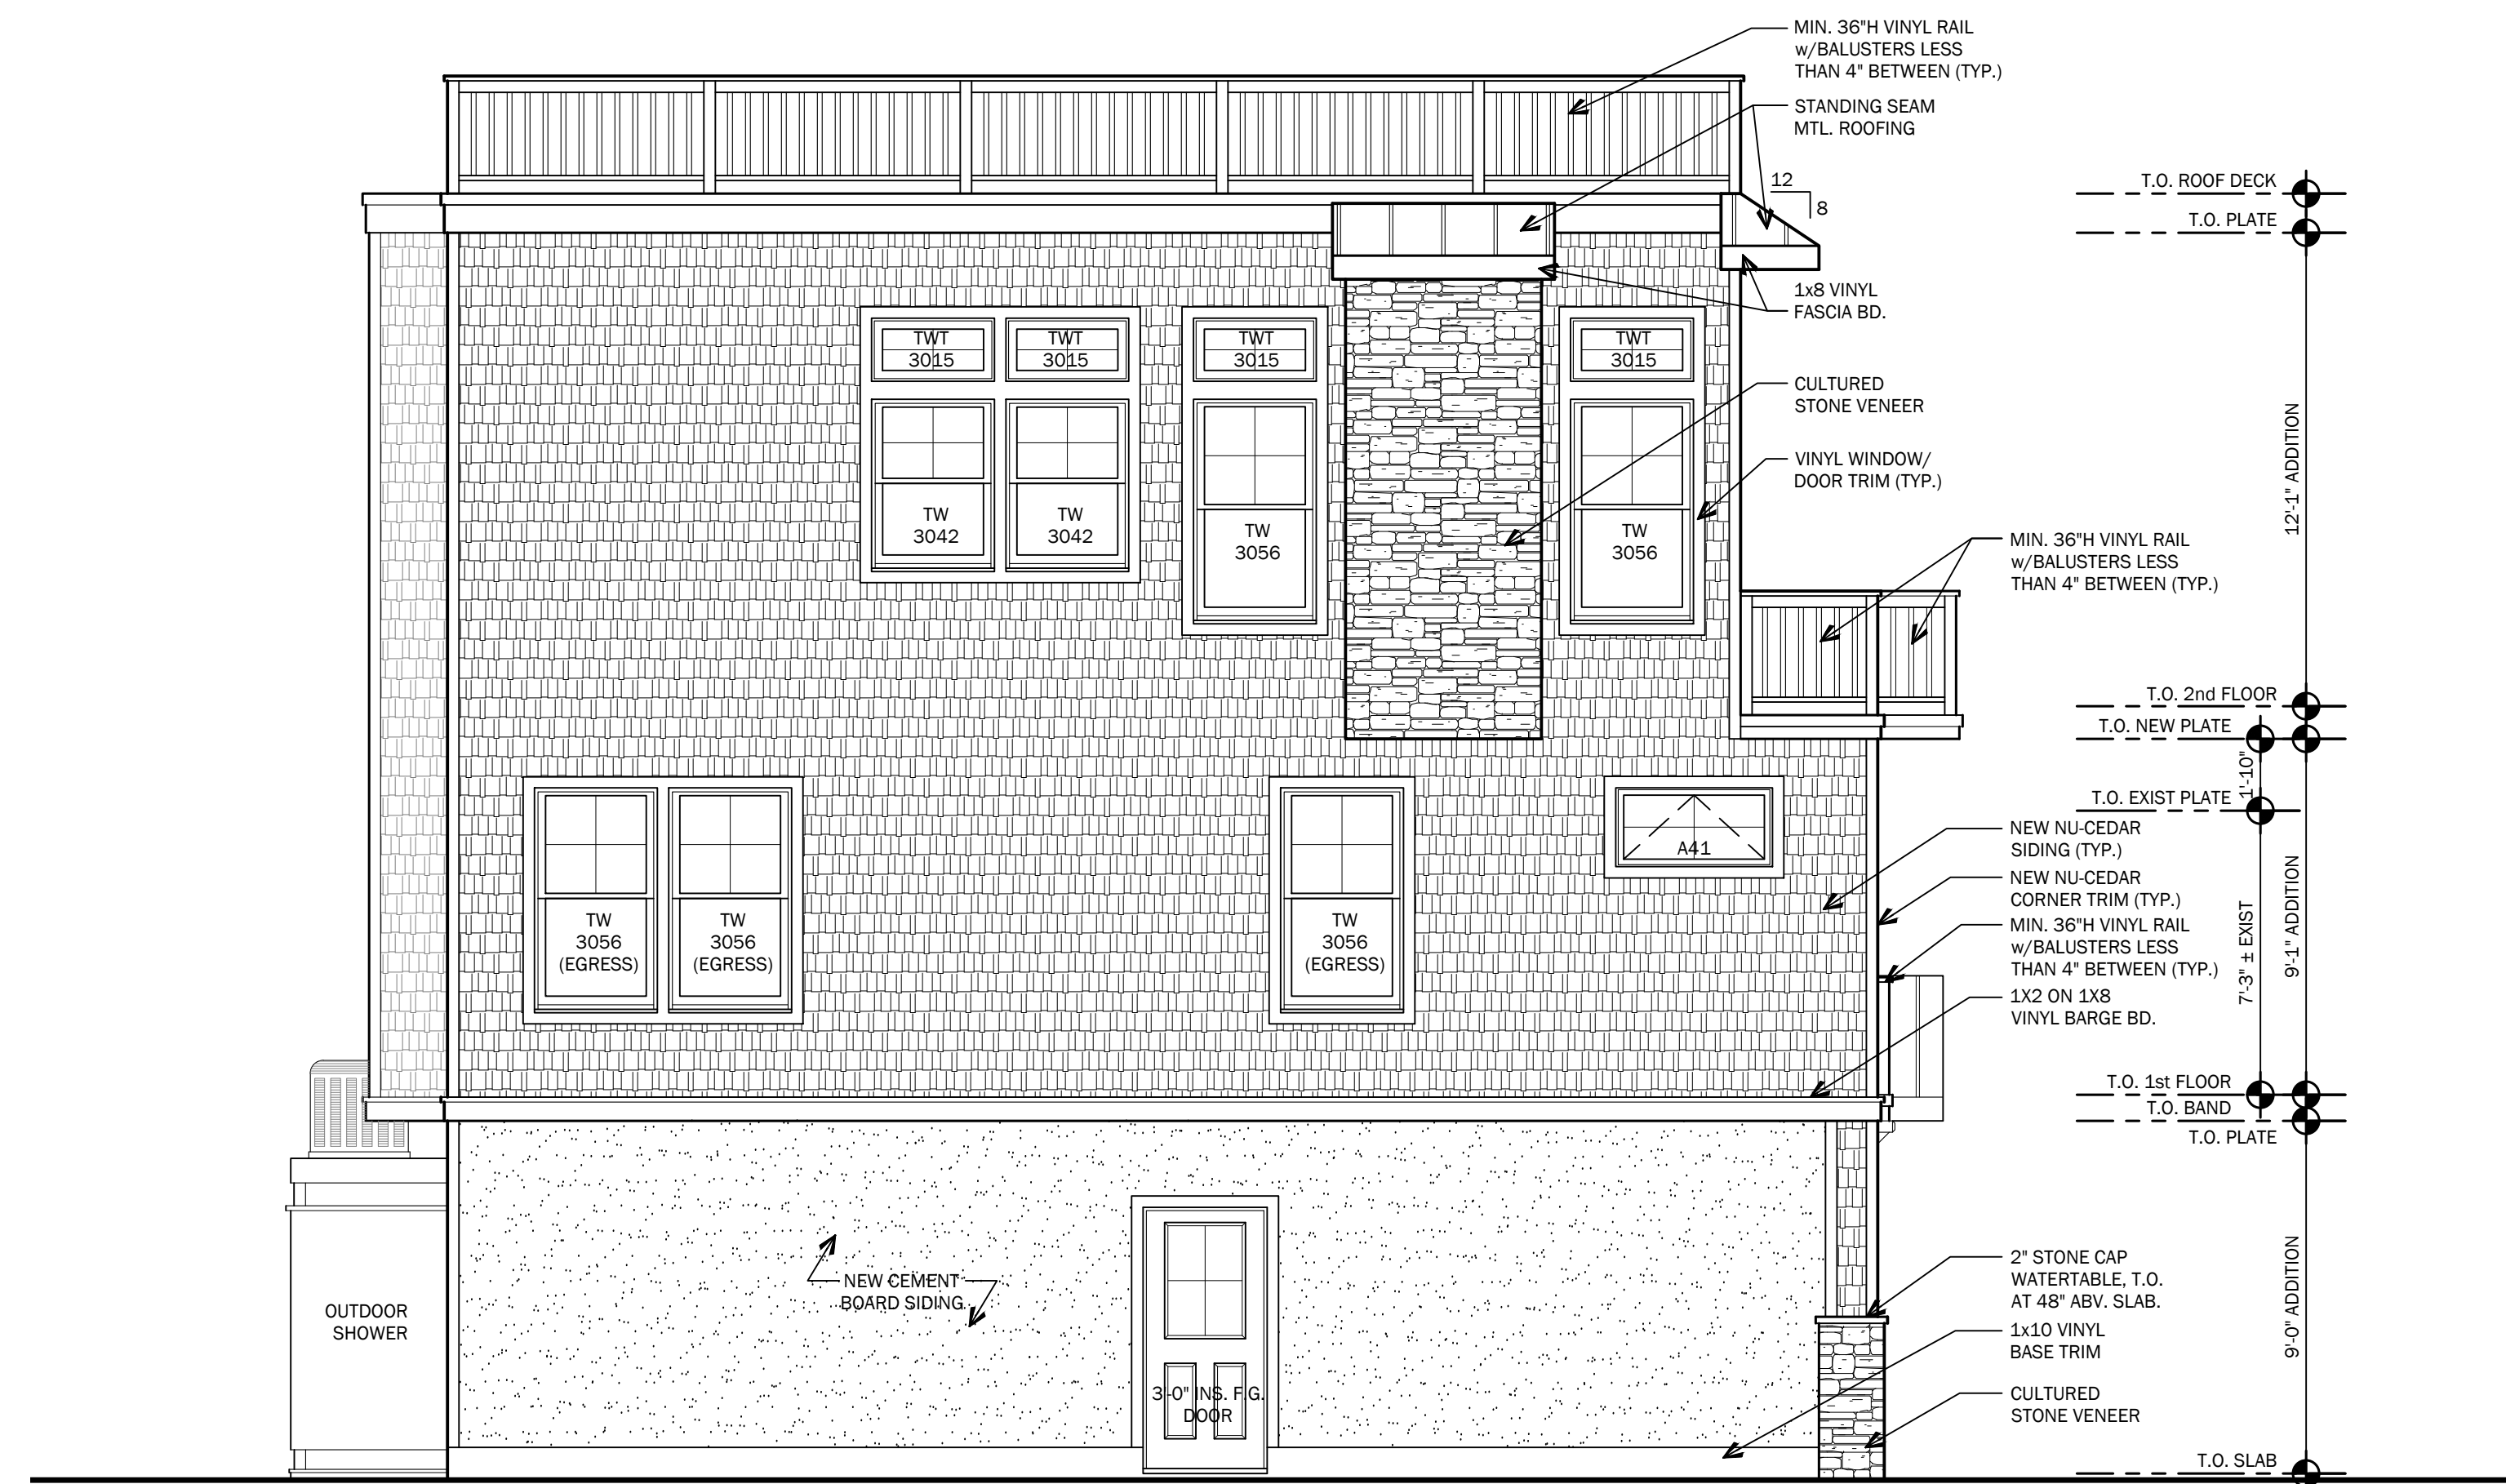 MIN. 36"H VINYL RAIL
w/BALUSTERS LESS
THAN 4" BETWEEN (TYP.)
STANDING SEAM
MTL. ROOFING
12
8
T.O. ROOF DECK
T.O. PLATE
1x8 VINYL
FASCIA BD.
TWT
3015
TWT
3015
TWT
3015
TWT
3015
CULTURED
STONE VENEER
VINYL WINDOW/
DOOR TRIM (TYP.)
12'-1" ADDITION
TW
3042
TW
3042
TW
3056
TW
3056
MIN. 36"H VINYL RAIL
w/BALUSTERS LESS
THAN 4" BETWEEN (TYP.)
T.O. 2nd FLOOR
T.O. NEW PLATE
1'-10"
T.O. EXIST PLATE
NEW NU-CEDAR
SIDING (TYP.)
A41
NEW NU-CEDAR
CORNER TRIM (TYP.)
TW
3056
(EGRESS)
TW
3056
(EGRESS)
TW
3056
(EGRESS)
MIN. 36"H VINYL RAIL
w/BALUSTERS LESS
THAN 4" BETWEEN (TYP.)
7'-3" ± EXIST
9'-1" ADDITION
1X2 ON 1X8
VINYL BARGE BD.
T.O. 1st FLOOR
T.O. BAND
T.O. PLATE
2" STONE CAP
WATERTABLE, T.O.
AT 48" ABV. SLAB.
NEW CEMENT
BOARD SIDING
OUTDOOR
SHOWER
9'-0" ADDITION
1x10 VINYL
BASE TRIM
3'-0" INS. F.G.
DOOR
CULTURED
STONE VENEER
T.O. SLAB